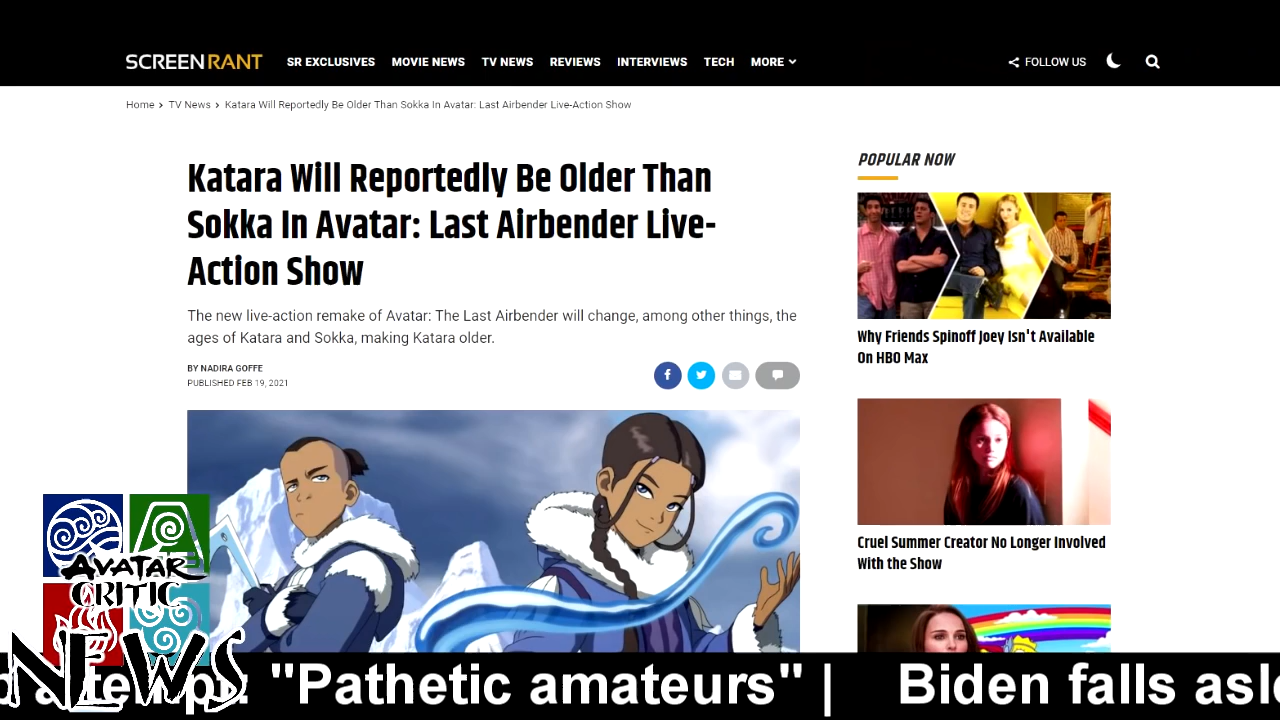 SCREENRANT SR EXCLUSIVES MOVIE NEWS TV NEWS REVIEWS INTERVIEWS TECH MORE FOLLOW US
Home > TV News > Katara Will Reportedly Be Older Than Sokka In Avatar: Last Airbender Live-Action Show
Katara Will Reportedly Be Older Than
Sokka In Avatar: Last Airbender Live-
Action Show
The new live-action remake of Avatar: The Last Airbender will change, among other things, the
ages of Katara and Sokka, making Katara older.
BY NADIRA GOFFE
PUBLISHED FEB 19, 2021
POPULAR NOW
Why Friends Spinoff Joey Isn't Available
On HBO Max
Cruel Summer Creator No Longer Involved
With the Show
AVATAR
CRITIC
NEWS
"Pathetic amateurs" | Biden falls